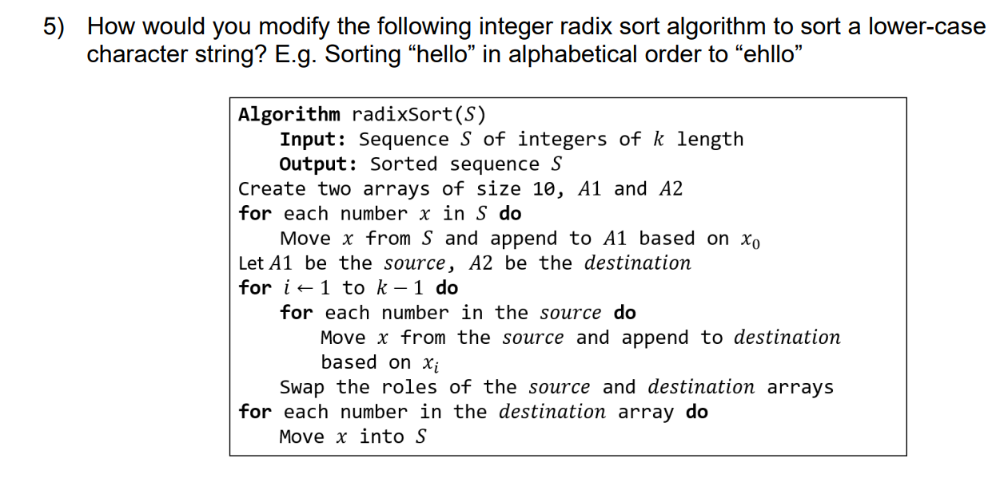 5) How would you modify the following integer radix sort algorithm to sort a lower-case
character string? E.g. Sorting “hello” in alphabetical order to “ehllo”
Algorithm radixSort(S)
Input: Sequence S of integers of k length
Output: Sorted sequence S
Create two arrays of size 10, A1 and A2
for each number x in S do
Move x from S and append to A1 based on x₀
Let A1 be the source, A2 be the destination
for i ← 1 to k − 1 do
for each number in the source do
Move x from the source and append to destination
based on xᵢ
Swap the roles of the source and destination arrays
for each number in the destination array do
Move x into S